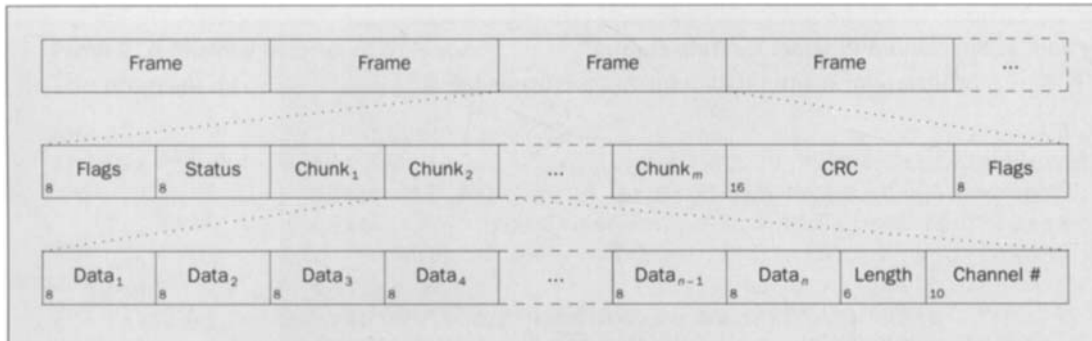 Frame Frame Frame Frame ...
Flags Status Chunk₁ Chunk₂ ... Chunkₘ CRC Flags
8 8 16 8
Data₁ Data₂ Data₃ Data₄ ... Dataₙ₋₁ Dataₙ Length Channel #
8 8 8 8 8 8 6 10